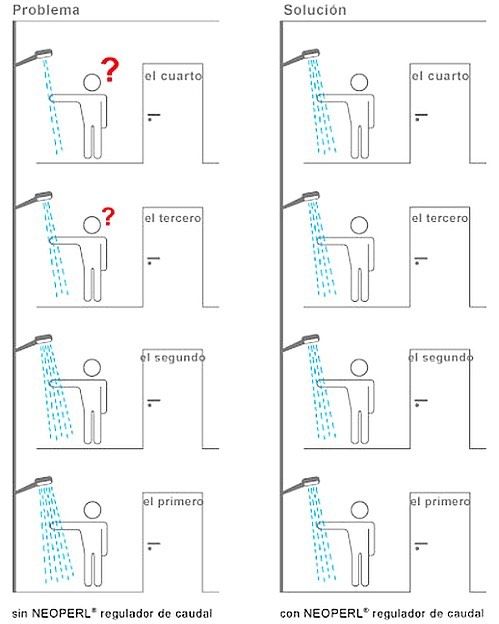 Problema
Solución
?
el cuarto
el cuarto
?
el tercero
el tercero
el segundo
el segundo
el primero
el primero
sin NEOPERL® regulador de caudal
con NEOPERL® regulador de caudal